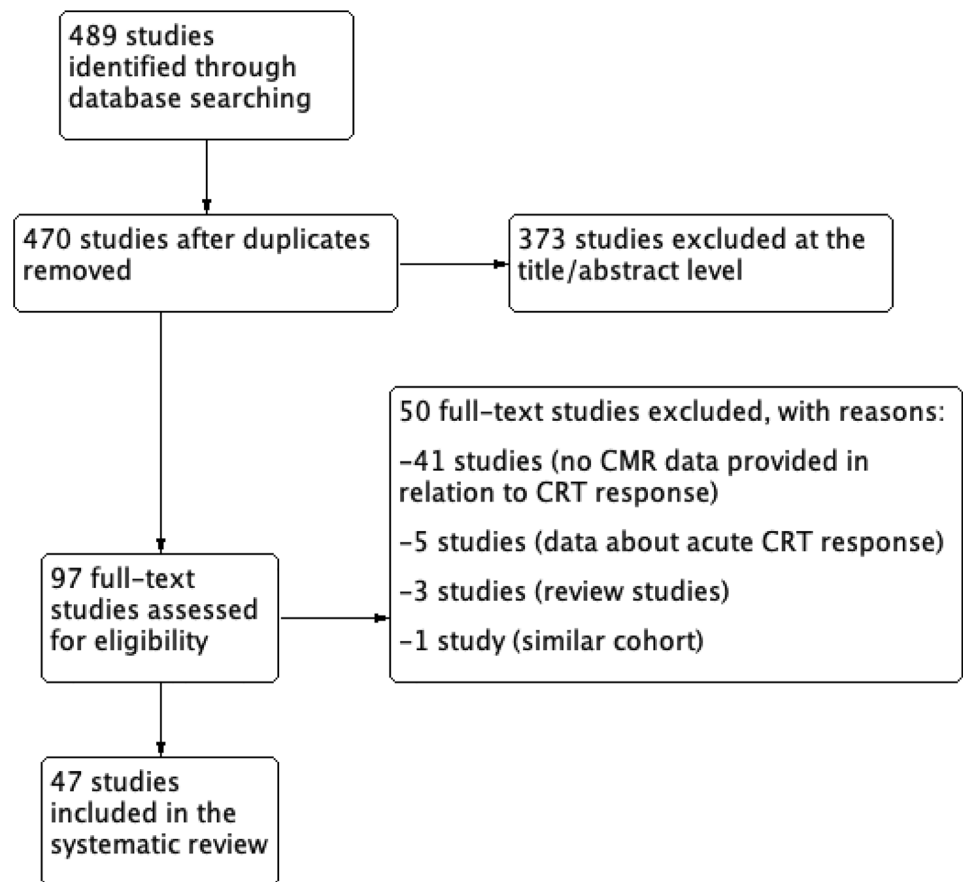 489 studies
identified through
database searching
470 studies after duplicates
removed
373 studies excluded at the
title/abstract level
50 full-text studies excluded, with reasons:
-41 studies (no CMR data provided in
relation to CRT response)
-5 studies (data about acute CRT response)
-3 studies (review studies)
-1 study (similar cohort)
97 full-text
studies assessed
for eligibility
47 studies
included in the
systematic review